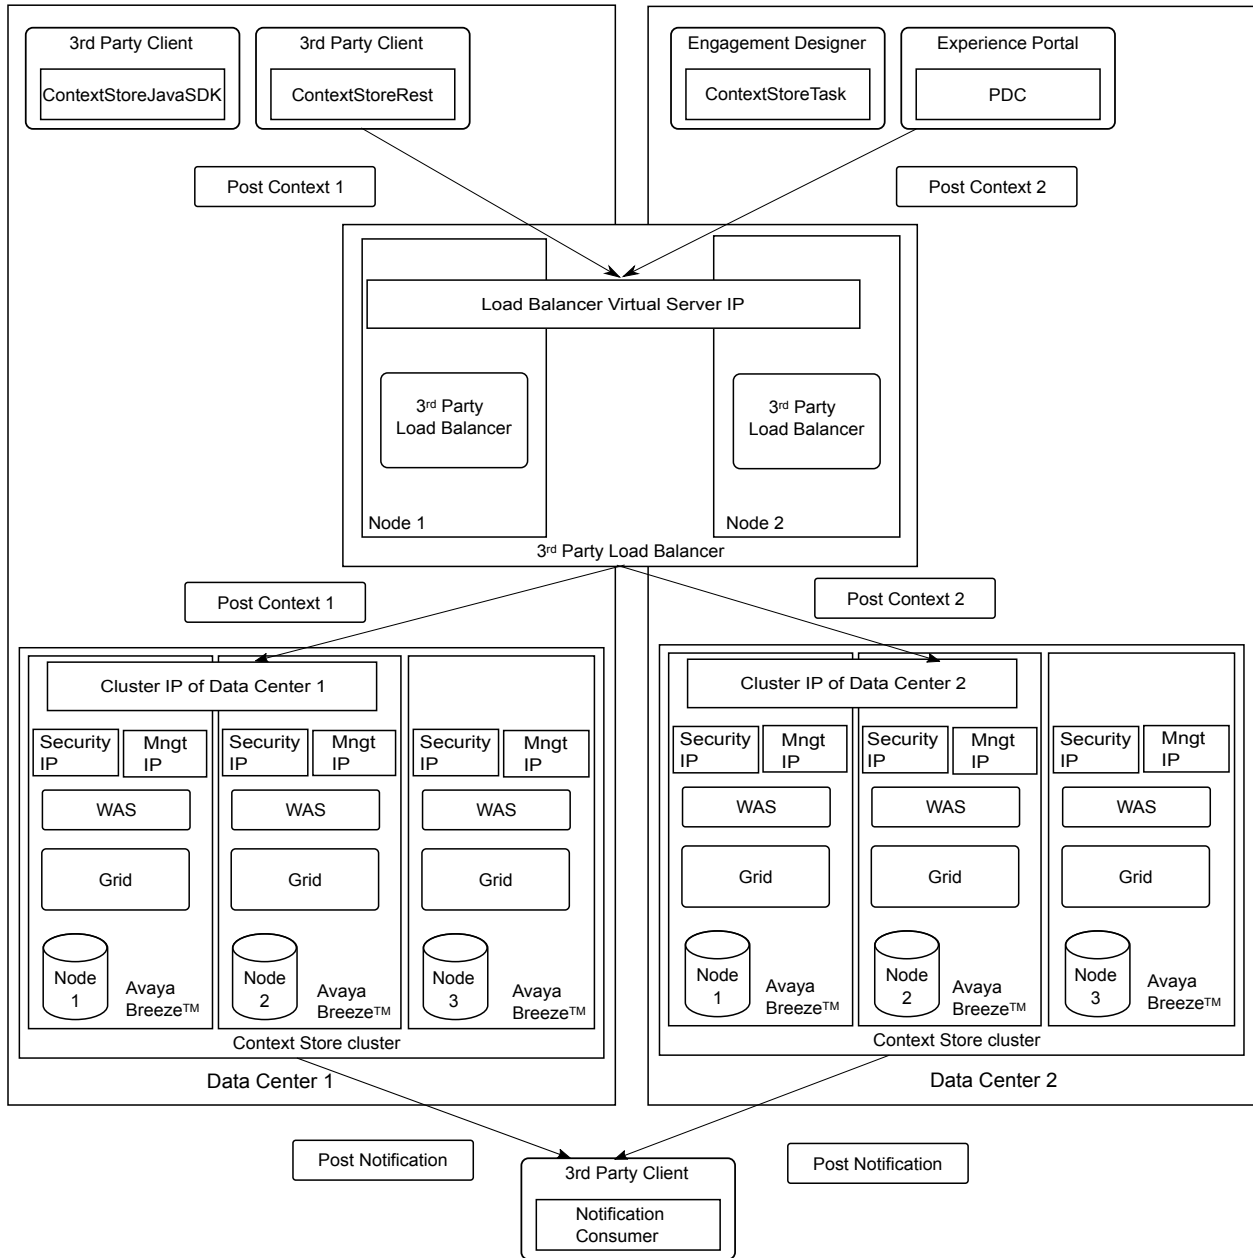 3rd Party Client
ContextStoreJavaSDK
3rd Party Client
ContextStoreRest
Engagement Designer
ContextStoreTask
Experience Portal
PDC
Post Context 1
Post Context 2
Load Balancer Virtual Server IP
3rd Party
Load Balancer
3rd Party
Load Balancer
Node 1
Node 2
3rd Party Load Balancer
Post Context 1
Post Context 2
Cluster IP of Data Center 1
Security
IP
Mngt
IP
Security
IP
Mngt
IP
Security
IP
Mngt
IP
WAS
WAS
WAS
Grid
Grid
Grid
Node
1
Avaya
Breeze™
Node
2
Avaya
Breeze™
Node
3
Avaya
Breeze™
Context Store cluster
Data Center 1
Cluster IP of Data Center 2
Security
IP
Mngt
IP
Security
IP
Mngt
IP
Security
IP
Mngt
IP
WAS
WAS
WAS
Grid
Grid
Grid
Node
1
Avaya
Breeze™
Node
2
Avaya
Breeze™
Node
3
Avaya
Breeze™
Context Store cluster
Data Center 2
Post Notification
Post Notification
3rd Party Client
Notification
Consumer